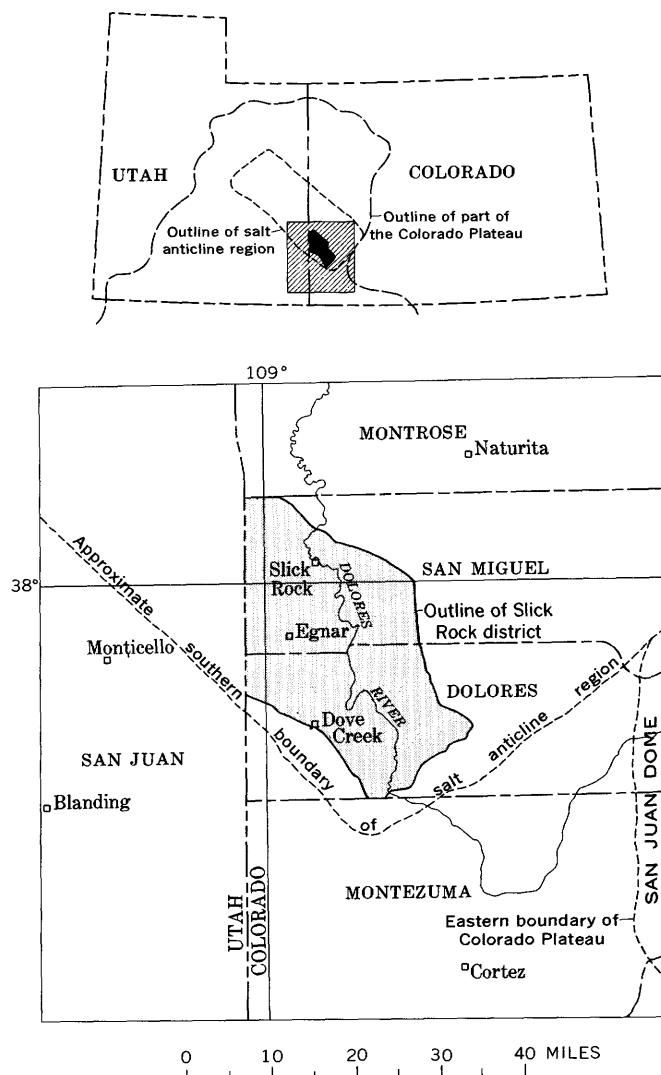 UTAH
COLORADO
Outline of salt
anticline region
Outline of part of
the Colorado Plateau
109°
MONTROSE
Naturita
Slick
Rock
DOLORES
RIVER
SAN MIGUEL
38°
Egnar
Outline of Slick
Rock district
Monticello
Approximate southern boundary of salt anticline region
DOLORES
Dove
Creek
SAN JUAN
Blanding
SAN JUAN DOME
UTAH
COLORADO
MONTEZUMA
Eastern boundary of
Colorado Plateau
Cortez
0 10 20 30 40 MILES